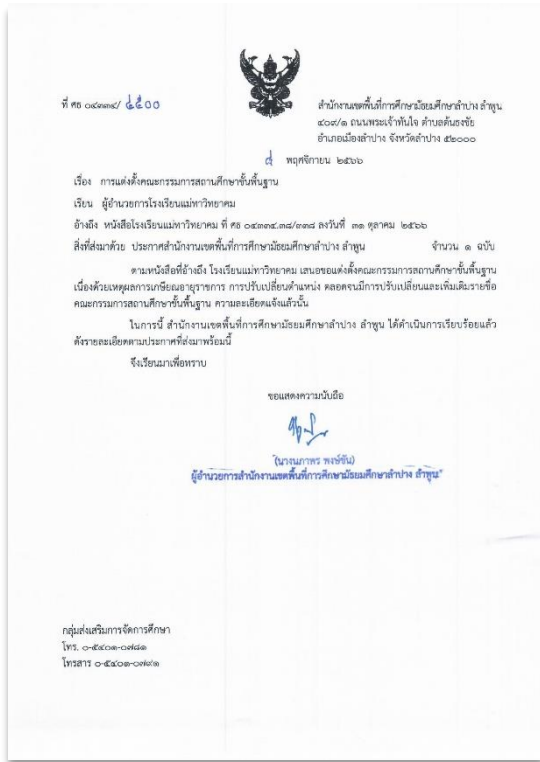 ที่ ศธ ๐๔๓๓๔/ ๔๕๐๐
สำนักงานเขตพื้นที่การศึกษามัธยมศึกษาลำปาง ลำพูน
๔๐๙/๑ ถนนพระเจ้าทันใจ ตำบลต้นธงชัย
อำเภอเมืองลำปาง จังหวัดลำปาง ๕๒๐๐๐
พฤศจิกายน ๒๕๖๖
เรื่อง การแต่งตั้งคณะกรรมการสถานศึกษาขั้นพื้นฐาน
เรียน ผู้อำนวยการโรงเรียนแม่ทาวิทยาคม
อ้างถึง หนังสือโรงเรียนแม่ทาวิทยาคม ที่ ศธ ๐๔๓๓๔.๓๘/๓๓๘ ลงวันที่ ๓๑ ตุลาคม ๒๕๖๖
สิ่งที่ส่งมาด้วย ประกาศสำนักงานเขตพื้นที่การศึกษามัธยมศึกษาลำปาง ลำพูน จำนวน ๑ ฉบับ
ตามหนังสือที่อ้างถึง โรงเรียนแม่ทาวิทยาคม เสนอขอแต่งตั้งคณะกรรมการสถานศึกษาขั้นพื้นฐาน
เนื่องด้วยเหตุผลการเกษียณอายุราชการ การปรับเปลี่ยนตำแหน่ง ตลอดจนมีการปรับเปลี่ยนและเพิ่มเติมรายชื่อ
คณะกรรมการสถานศึกษาขั้นพื้นฐาน ความละเอียดแจ้งแล้วนั้น
ในการนี้ สำนักงานเขตพื้นที่การศึกษามัธยมศึกษาลำปาง ลำพูน ได้ดำเนินการเรียบร้อยแล้ว
ดังรายละเอียดตามประกาศที่ส่งมาพร้อมนี้
จึงเรียนมาเพื่อทราบ
ขอแสดงความนับถือ
(นางนภาพร พงษ์ขัน)
ผู้อำนวยการสำนักงานเขตพื้นที่การศึกษามัธยมศึกษาลำปาง ลำพูน
กลุ่มส่งเสริมการจัดการศึกษา
โทร. ๐-๕๔๐๑-๐๗๘๑
โทรสาร ๐-๕๔๐๑-๐๗๙๑